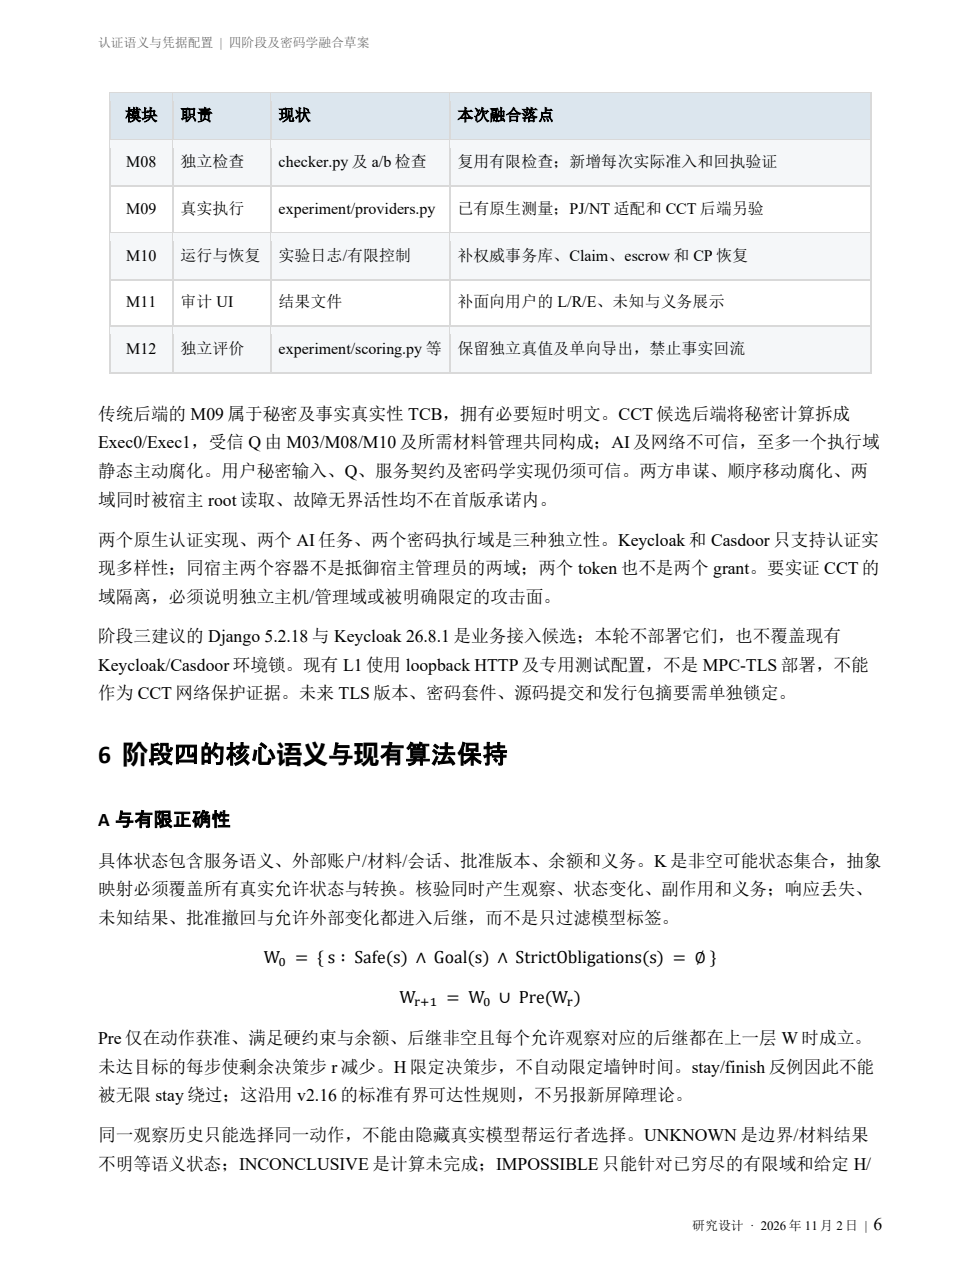 认证语义与凭据配置 | 四阶段及密码学融合草案
模块 职责 现状 本次融合落点
M08 独立检查 checker.py 及 a/b 检查 复用有限检查；新增每次实际准入和回执验证
M09 真实执行 experiment/providers.py 已有原生测量；PJ/NT 适配和 CCT 后端另验
M10 运行与恢复 实验日志/有限控制 补权威事务库、Claim、escrow 和 CP 恢复
M11 审计 UI 结果文件 补面向用户的 L/R/E、未知与义务展示
M12 独立评价 experiment/scoring.py 等 保留独立真值及单向导出，禁止事实回流
传统后端的 M09 属于秘密及事实真实性 TCB，拥有必要短时明文。CCT 候选后端将秘密计算拆成
Exec0/Exec1，受信 Q 由 M03/M08/M10 及所需材料管理共同构成；AI 及网络不可信，至多一个执行域
静态主动腐化。用户秘密输入、Q、服务契约及密码学实现仍须可信。两方串谋、顺序移动腐化、两
域同时被宿主 root 读取、故障无界活性均不在首版承诺内。
两个原生认证实现、两个 AI 任务、两个密码执行域是三种独立性。Keycloak 和 Casdoor 只支持认证实
现多样性；同宿主两个容器不是抵御宿主管理员的两域；两个 token 也不是两个 grant。要实证 CCT 的
域隔离，必须说明独立主机/管理域或被明确限定的攻击面。
阶段三建议的 Django 5.2.18 与 Keycloak 26.8.1 是业务接入候选；本轮不部署它们，也不覆盖现有
Keycloak/Casdoor 环境锁。现有 L1 使用 loopback HTTP 及专用测试配置，不是 MPC-TLS 部署，不能
作为 CCT 网络保护证据。未来 TLS 版本、密码套件、源码提交和发行包摘要需单独锁定。
6 阶段四的核心语义与现有算法保持
A 与有限正确性
具体状态包含服务语义、外部账户/材料/会话、批准版本、余额和义务。K 是非空可能状态集合，抽象
映射必须覆盖所有真实允许状态与转换。核验同时产生观察、状态变化、副作用和义务；响应丢失、
未知结果、批准撤回与允许外部变化都进入后继，而不是只过滤模型标签。
W₀ = { s : Safe(s) ∧ Goal(s) ∧ StrictObligations(s) = ∅ }
Wᵣ₊₁ = W₀ ∪ Pre(Wᵣ)
Pre 仅在动作获准、满足硬约束与余额、后继非空且每个允许观察对应的后继都在上一层 W 时成立。
未达目标的每步使剩余决策步 r 减少。H 限定决策步，不自动限定墙钟时间。stay/finish 反例因此不能
被无限 stay 绕过；这沿用 v2.16 的标准有界可达性规则，不另报新屏障理论。
同一观察历史只能选择同一动作，不能由隐藏真实模型帮运行者选择。UNKNOWN 是边界/材料结果
不明等语义状态；INCONCLUSIVE 是计算未完成；IMPOSSIBLE 只能针对已穷尽的有限域和给定 H/
研究设计 · 2026 年 11 月 2 日 | 6